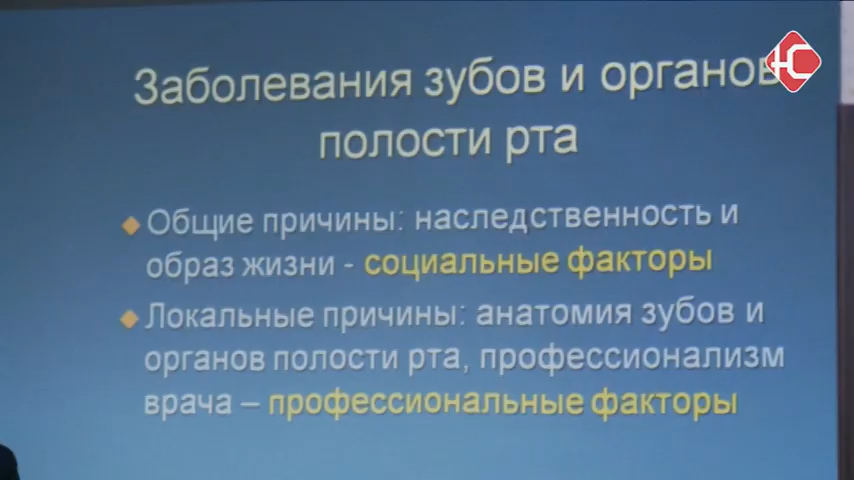 Заболевания зубов и органов
полости рта
Общие причины: наследственность и
образ жизни - социальные факторы
Локальные причины: анатомия зубов и
органов полости рта, профессионализм
врача – профессиональные факторы